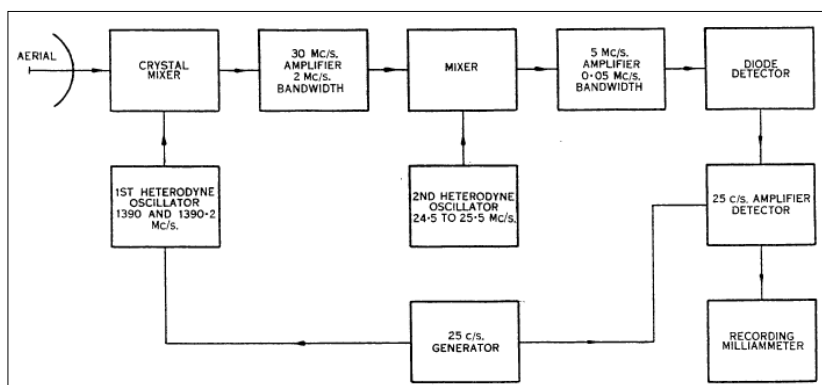 AERIAL
CRYSTAL
MIXER
30 Mc/s.
AMPLIFIER
2 Mc/s.
BANDWIDTH
MIXER
5 Mc/s.
AMPLIFIER
0·05 Mc/s.
BANDWIDTH
DIODE
DETECTOR
1ST HETERODYNE
OSCILLATOR
1390 AND 1390·2
Mc/s.
2ND HETERODYNE
OSCILLATOR
24·5 TO 25·5 Mc/s.
25 c/s. AMPLIFIER
DETECTOR
25 c/s.
GENERATOR
RECORDING
MILLIAMMETER